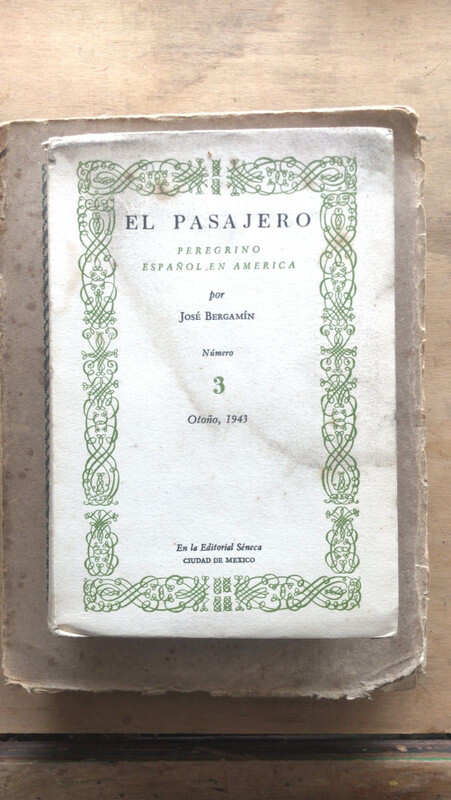 EL PASAJERO
PEREGRINO
ESPAÑOL EN AMERICA
por
JOSÉ BERGAMÍN
Número
3
Otoño, 1943
En la Editorial Séneca
CIUDAD DE MEXICO